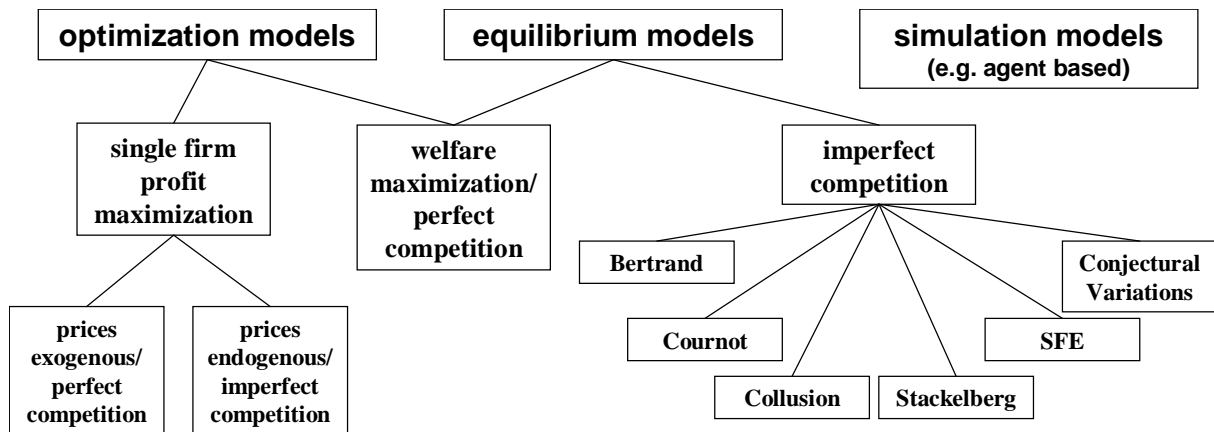 optimization models
equilibrium models
simulation models
(e.g. agent based)
single firm
profit
maximization
welfare
maximization/
perfect
competition
imperfect
competition
Bertrand
Cournot
Collusion
Stackelberg
SFE
Conjectural
Variations
prices
exogenous/
perfect
competition
prices
endogenous/
imperfect
competition